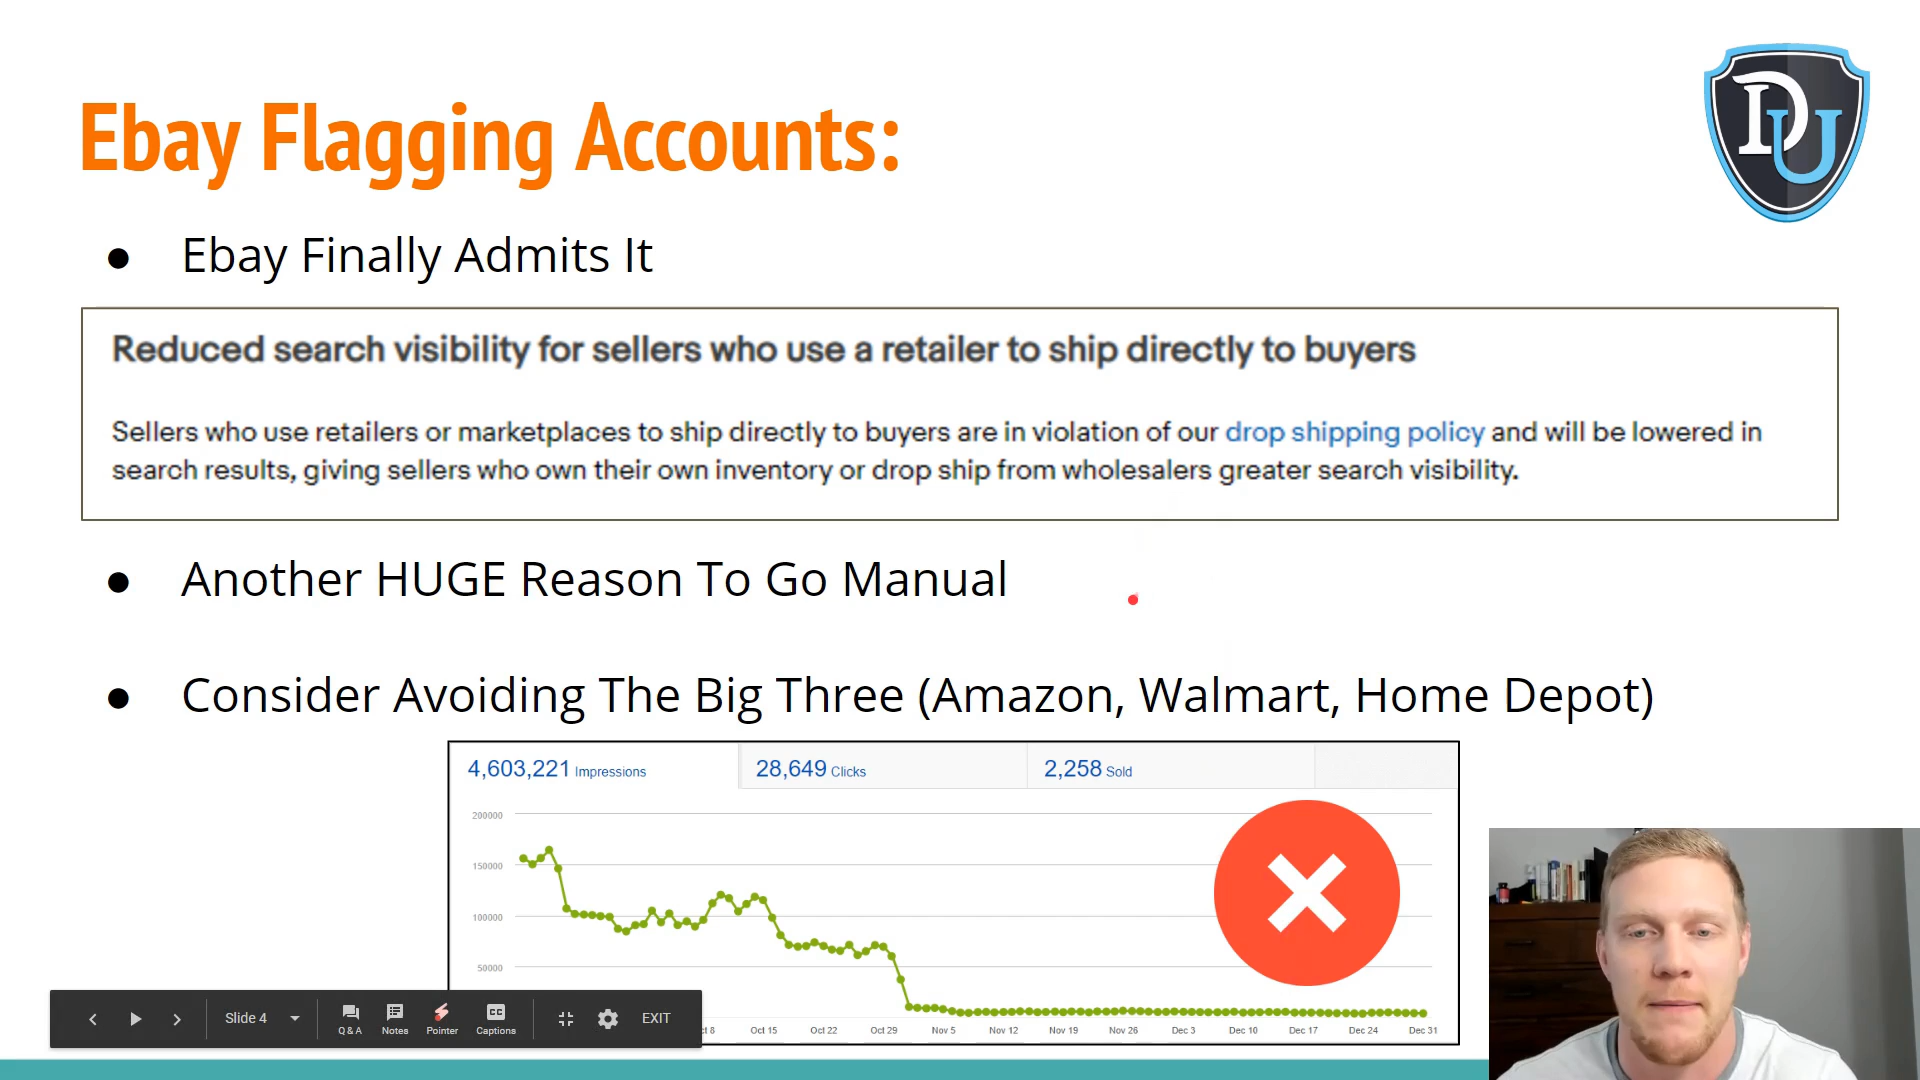 DU
Ebay Flagging Accounts:
● Ebay Finally Admits It
Reduced search visibility for sellers who use a retailer to ship directly to buyers
Sellers who use retailers or marketplaces to ship directly to buyers are in violation of our drop shipping policy and will be lowered in
search results, giving sellers who own their own inventory or drop ship from wholesalers greater search visibility.
● Another HUGE Reason To Go Manual
● Consider Avoiding The Big Three (Amazon, Walmart, Home Depot)
4,603,221 Impressions 28,649 Clicks 2,258 Sold
200000
150000
100000
50000
Oct 15 Oct 22 Oct 29 Nov 5 Nov 12 Nov 19 Nov 26 Dec 3 Dec 10 Dec 17 Dec 24 Dec 31
Slide 4 Q & A Notes Pointer CC Captions EXIT